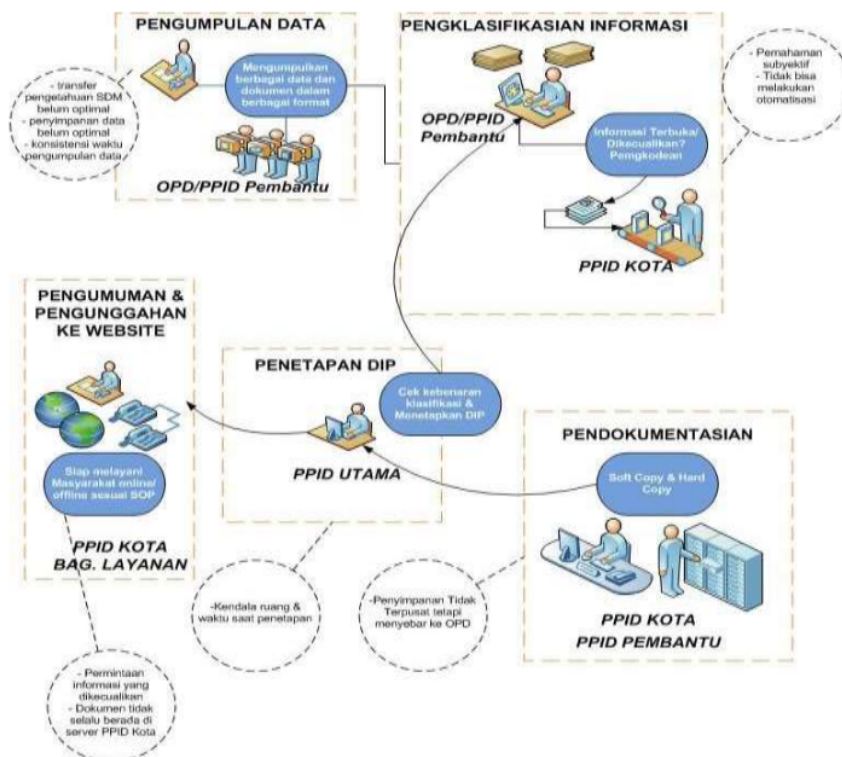 PENGUMPULAN DATA
Mengumpulkan
berbagai data dan
dokumen dalam
berbagai format
OPD/PPID Pembantu
- transfer
pengetahuan SDM
belum optimal
- penyimpanan data
belum optimal
- konsistensi waktu
pengumpulan data
PENGKLASIFIKASIAN INFORMASI
OPD/PPID
Pembantu
Informasi Terbuka/
Dikecualikan?
Pemgkodean
PPID KOTA
- Pemahaman
subyektif
- Tidak bisa
melakukan
otomatisasi
PENGUMUMAN &
PENGUNGGAHAN
KE WEBSITE
Siap melayani
Masyarakat online/
offline sesuai SOP
PPID KOTA
BAG. LAYANAN
PENETAPAN DIP
Cek kebenaran
klasifikasi &
Menetapkan DIP
PPID UTAMA
PENDOKUMENTASIAN
Soft Copy & Hard
Copy
PPID KOTA
PPID PEMBANTU
-Kendala ruang &
waktu saat penetapan
-Penyimpanan Tidak
Terpusat tetapi
menyebar ke OPD
- Permintaan
informasi yang
dikecualikan
- Dokumen tidak
selalu berada di
server PPID Kota